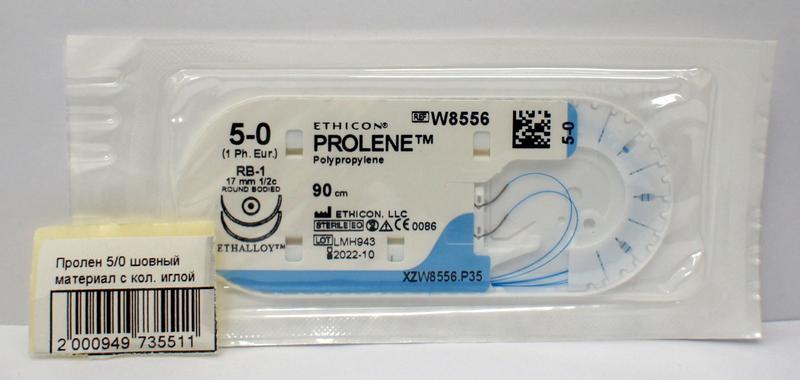 5-0
(1 Ph. Eur.)
RB-1
17 mm 1/2c
ROUND BODIED
ETHALLOY™
ETHICON®
PROLENE™
Polypropylene
90 cm
ETHICON, LLC
STERILE EO 2 0086
LOT LMH943
2022-10
REF W8556
5-0
XZW8556.P35
Пролен 5/0 шовный
материал с кол. иглой
2 000949 735511